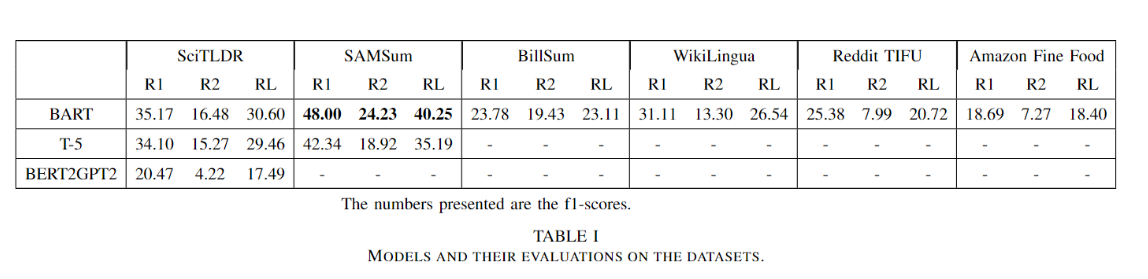 SciTLDR SAMSum BillSum WikiLingua Reddit TIFU Amazon Fine Food
R1 R2 RL R1 R2 RL R1 R2 RL R1 R2 RL R1 R2 RL R1 R2 RL
BART 35.17 16.48 30.60 48.00 24.23 40.25 23.78 19.43 23.11 31.11 13.30 26.54 25.38 7.99 20.72 18.69 7.27 18.40
T-5 34.10 15.27 29.46 42.34 18.92 35.19 - - - - - - - - - - - -
BERT2GPT2 20.47 4.22 17.49 - - - - - - - - - - - - - - -
The numbers presented are the f1-scores.
TABLE I
MODELS AND THEIR EVALUATIONS ON THE DATASETS.